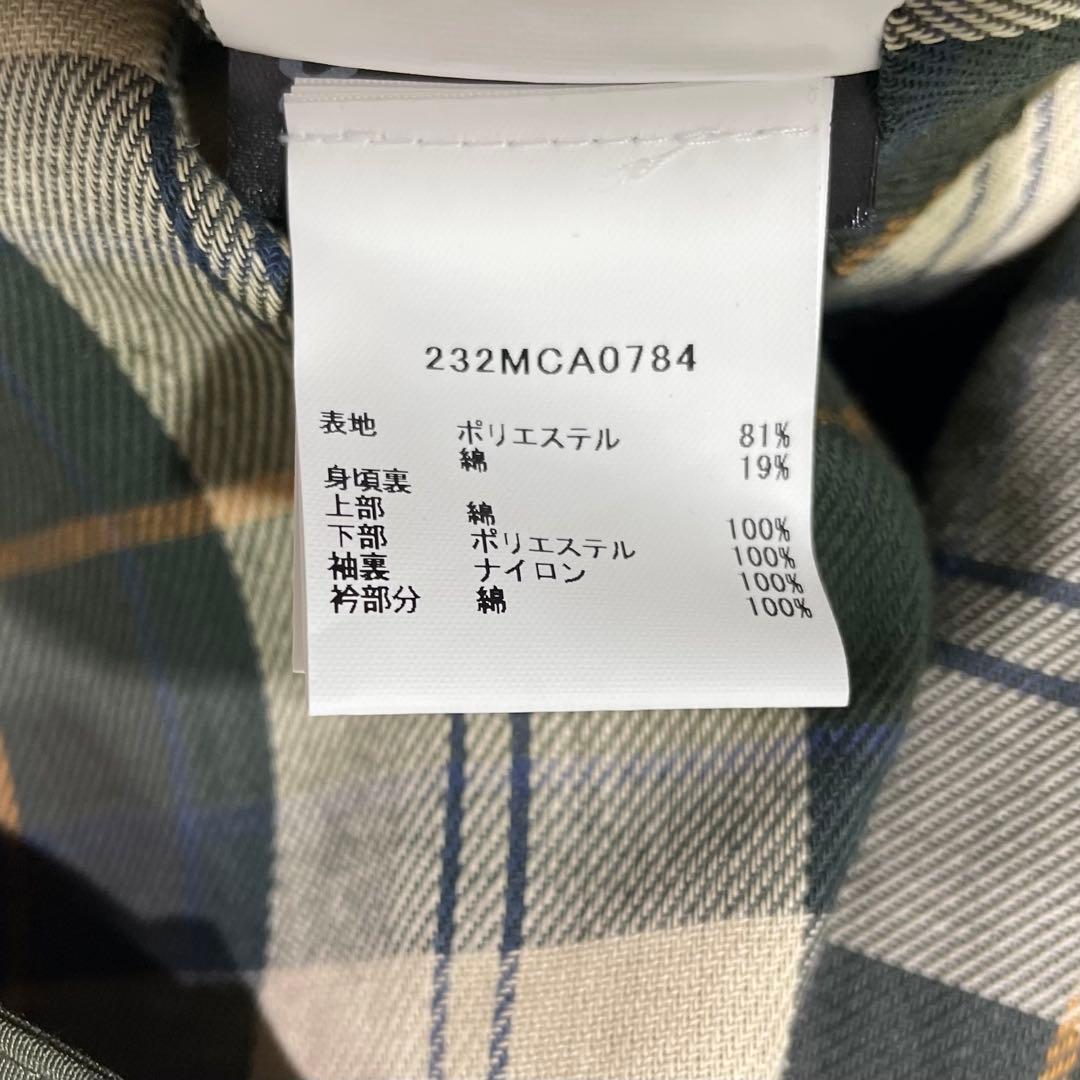 232MCA0784
表地 ポリエステル 81%
綿 19%
身頃裏
上部 綿 100%
下部 ポリエステル 100%
袖裏 ナイロン 100%
衿部分 綿 100%